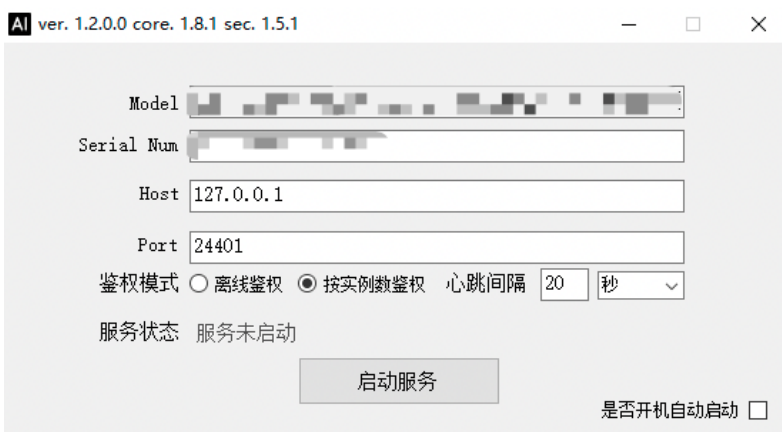 AI ver. 1.2.0.0 core. 1.8.1 sec. 1.5.1
Model
Serial Num
Host 127.0.0.1
Port 24401
鉴权模式 离线鉴权 按实例数鉴权 心跳间隔 20 秒
服务状态 服务未启动
启动服务
是否开机自动启动